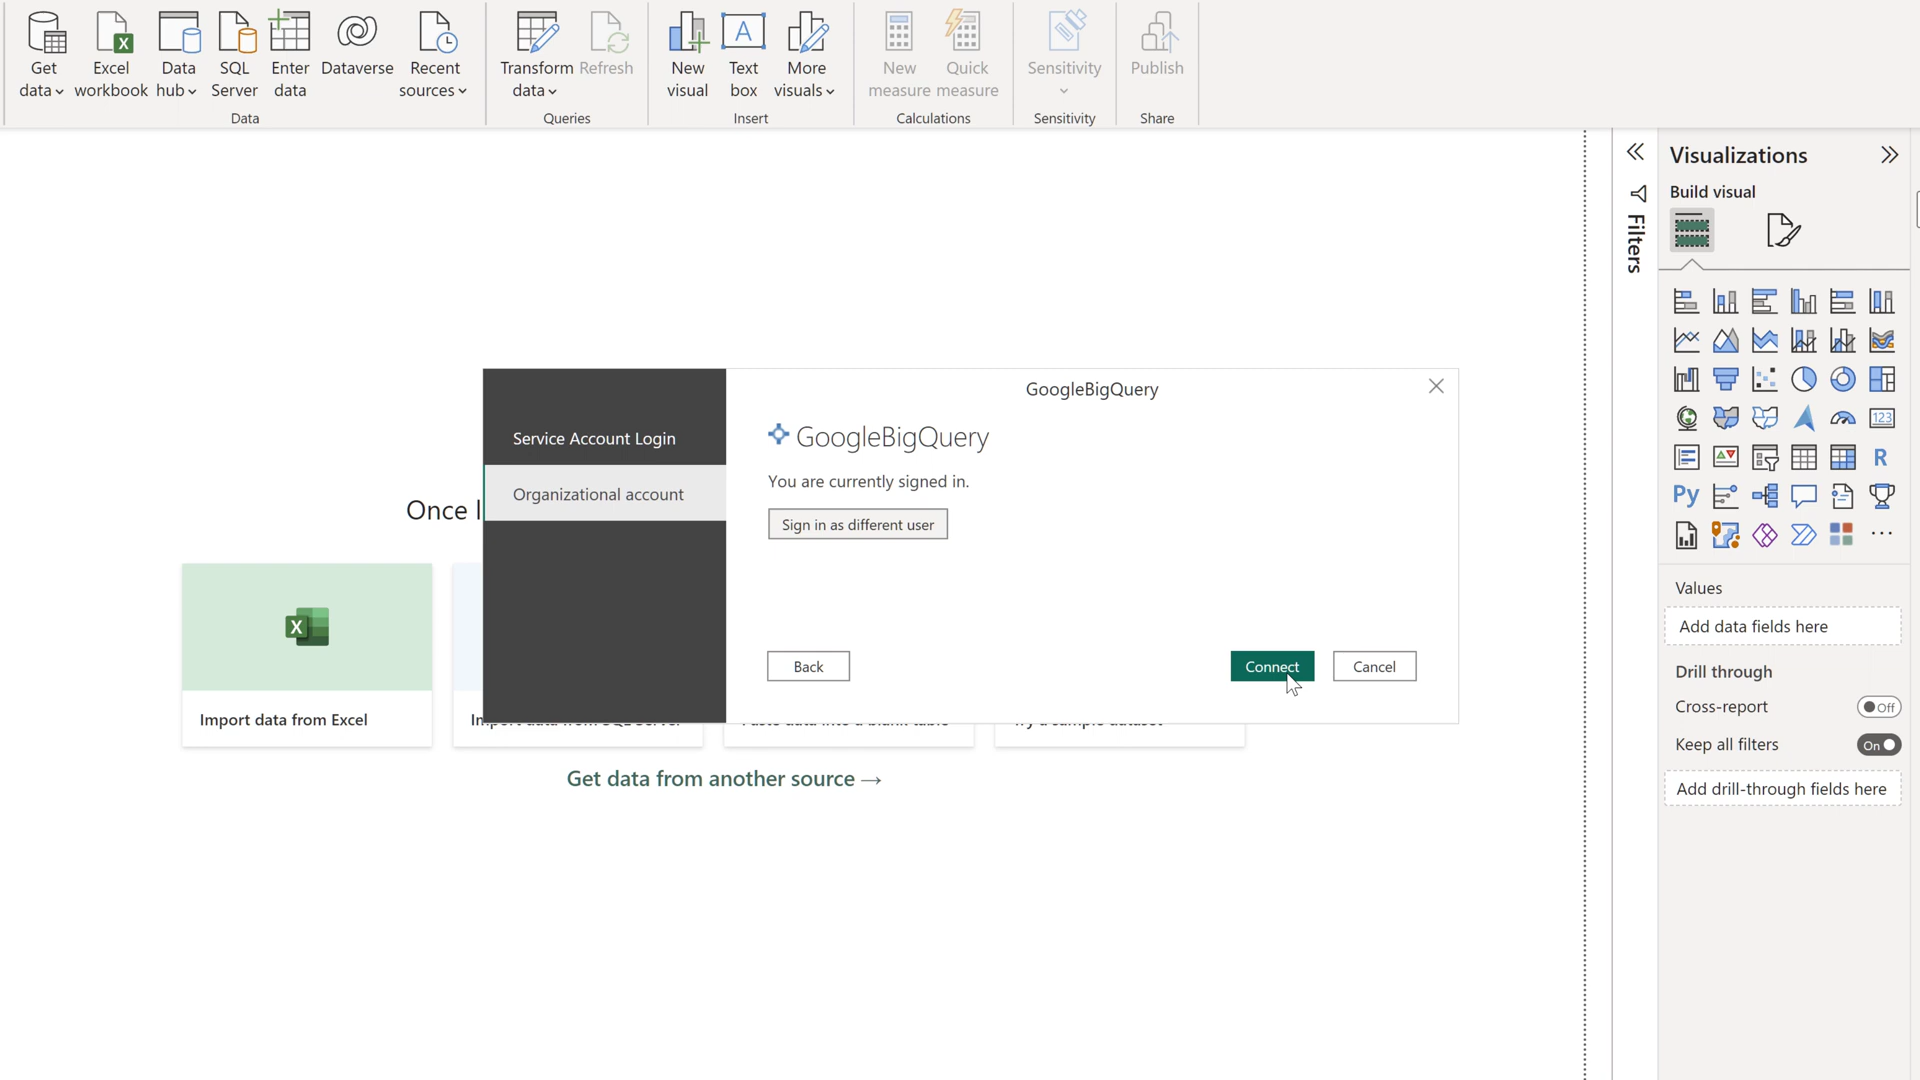 Get data
Excel workbook
Data hub
SQL Server
Enter data
Dataverse
Recent sources
Data
Transform data
Refresh
Queries
New visual
Text box
More visuals
Insert
New measure
Quick measure
Calculations
Sensitivity
Sensitivity
Publish
Share
Filters
Visualizations
Build visual
123
R
Py
Values
Add data fields here
Drill through
Cross-report
Off
Keep all filters
On
Add drill-through fields here
GoogleBigQuery
Service Account Login
Organizational account
GoogleBigQuery
You are currently signed in.
Sign in as different user
Back
Connect
Cancel
Once
Import data from Excel
Get data from another source →